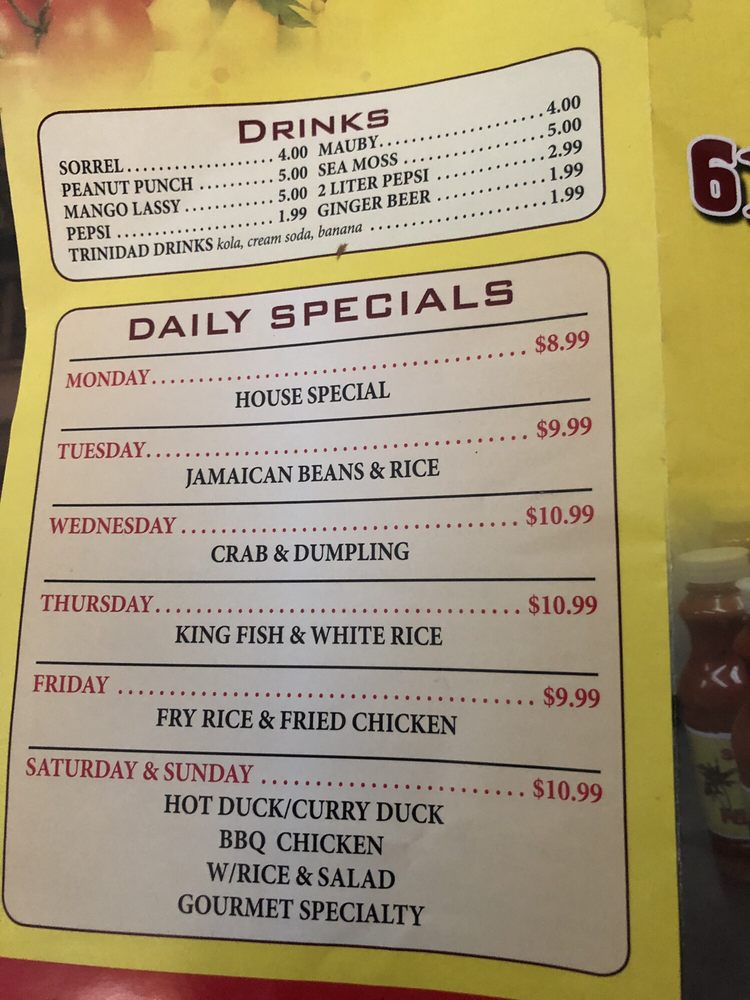 DRINKS
SORREL.................... 4.00 MAUBY.......................... 4.00
PEANUT PUNCH .......... 5.00 SEA MOSS ...................... 5.00
MANGO LASSY ............ 5.00 2 LITER PEPSI ................. 2.99
PEPSI ...................... 1.99 GINGER BEER ................. 1.99
TRINIDAD DRINKS kola, cream soda, banana .......................... 1.99
DAILY SPECIALS
MONDAY........................................ $8.99
HOUSE SPECIAL
TUESDAY........................................ $9.99
JAMAICAN BEANS & RICE
WEDNESDAY ................................... $10.99
CRAB & DUMPLING
THURSDAY...................................... $10.99
KING FISH & WHITE RICE
FRIDAY .......................................... $9.99
FRY RICE & FRIED CHICKEN
SATURDAY & SUNDAY .......................... $10.99
HOT DUCK/CURRY DUCK
BBQ CHICKEN
W/RICE & SALAD
GOURMET SPECIALTY